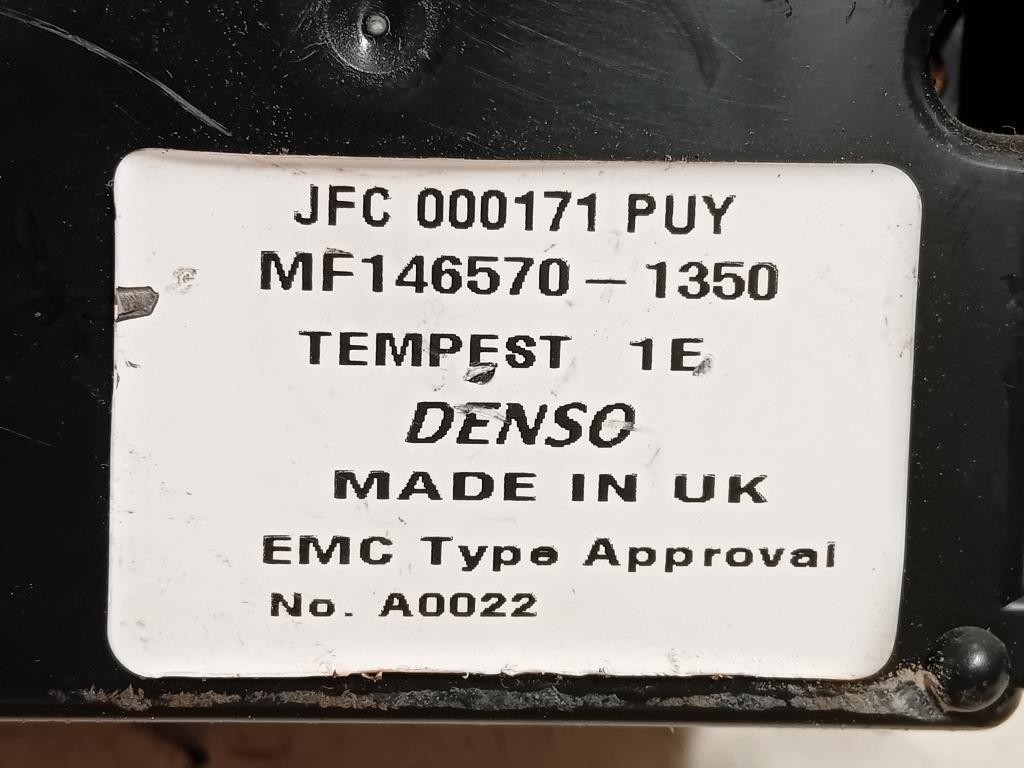 JFC 000171 PUY
MF146570-1350
TEMPEST 1E
DENSO
MADE IN UK
EMC Type Approval
No. A0022